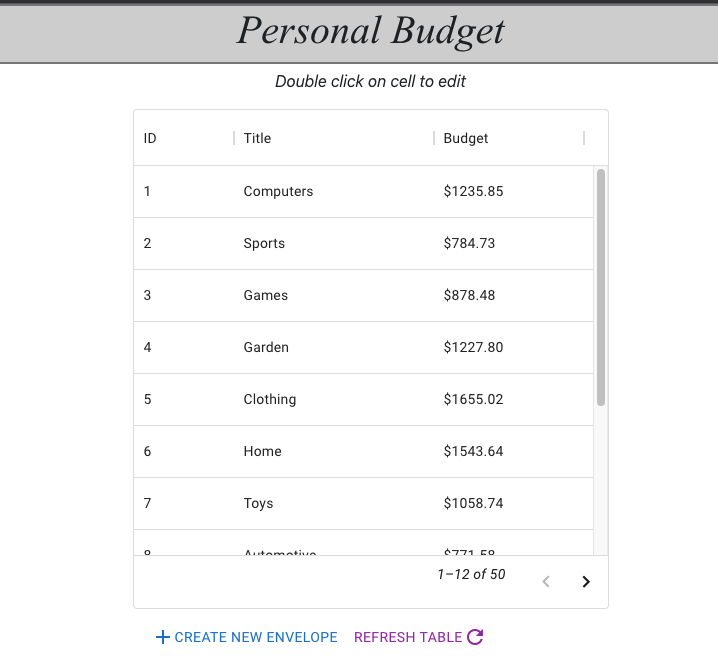 Personal Budget
Double click on cell to edit
ID Title Budget
1 Computers $1235.85
2 Sports $784.73
3 Games $878.48
4 Garden $1227.80
5 Clothing $1655.02
6 Home $1543.64
7 Toys $1058.74
8 Automotive $771.58
1–12 of 50
CREATE NEW ENVELOPE REFRESH TABLE